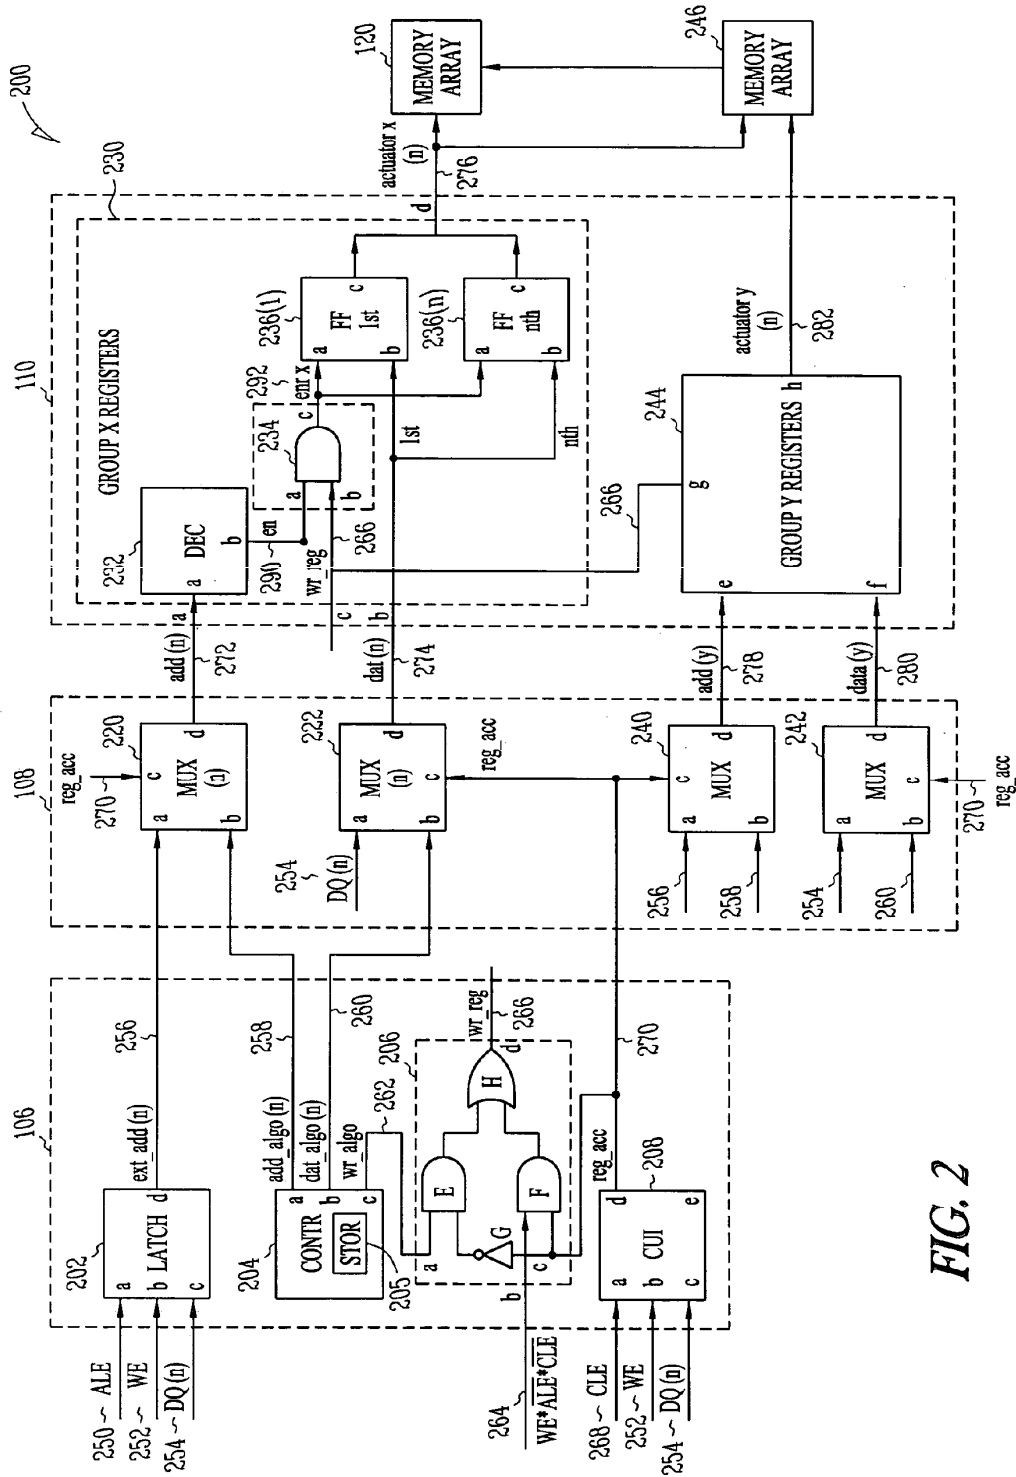 200
110
230
GROUP X REGISTERS
120
MEMORY
ARRAY
246
MEMORY
ARRAY
actuator x
(n)
276
d
236(1)
FF
1st
a
b
c
236(n)
FF
nth
a
b
c
292
enr x
234
a
b
c
1st
nth
232
DEC
a
b
en
290
wr_reg
266
a
c
b
266
244
GROUP Y REGISTERS
e
f
g
h
actuator y
(n)
282
108
add (n)
272
dat (n)
274
add (y)
278
data (y)
280
reg_acc
270
220
MUX
(n)
a
b
c
d
222
MUX
(n)
a
b
c
d
reg_acc
254
DQ (n)
240
MUX
a
b
c
d
256
258
242
MUX
a
b
c
d
254
260
270
reg_acc
106
256
258
260
262
ext_add (n)
202
LATCH
a
b
c
d
add_algo (n)
dat_algo (n)
wr_algo
204
CONTR
STOR
205
a
b
c
206
E
F
G
H
a
b
c
d
wr_reg
266
270
reg_acc
208
CUI
a
b
c
d
e
250 ALE
252 WE
254 DQ (n)
264
WE*A̅L̅E̅*C̅L̅E̅
268 CLE
252 WE
254 DQ (n)
FIG. 2